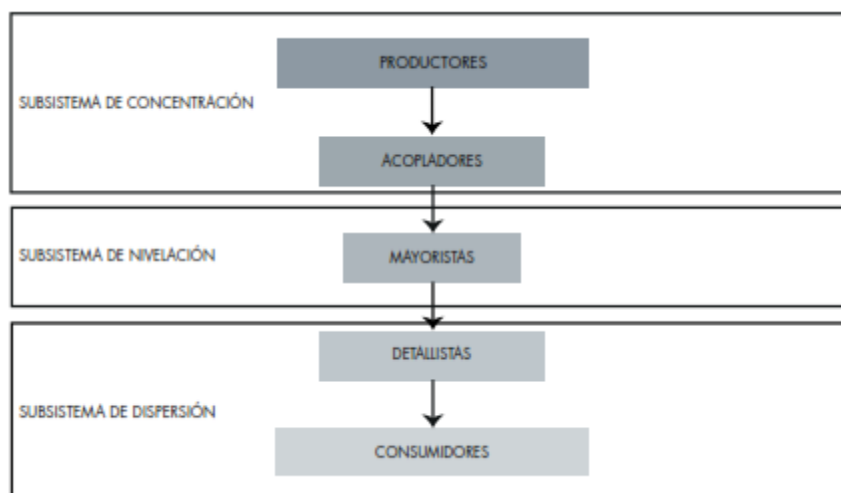 PRODUCTORES
SUBSISTEMA DE CONCENTRACIÓN
ACOPLADORES
SUBSISTEMA DE NIVELACIÓN
MAYORISTAS
DETALLISTAS
SUBSISTEMA DE DISPERSIÓN
CONSUMIDORES